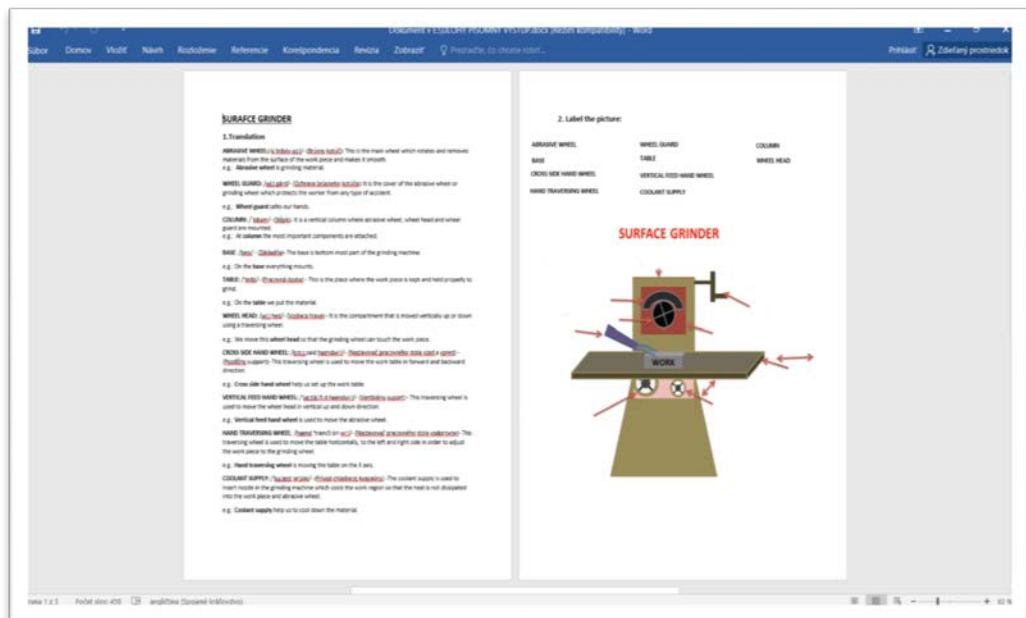 Dokument v ESULOHY PISOMNY VYSTUP.docx [Režim kompatibility] - Word
Súbor Domov Vložiť Návrh Rozloženie Referencie Korešpondencia Revízia Zobraziť Prihlásiť Zdieľaný prostriedok
SURAFCE GRINDER
1.Translation
ABRASIVE WHEEL: This is the main wheel which rotates and removes
materials from the surface of the work piece and makes it smooth.
e.g.: Abrasive wheel is grinding material.
WHEEL GUARD: It is the cover of the abrasive wheel or
grinding wheel which protects the worker from any type of accident.
e.g.: Wheel guard safes our hands.
COLUMN: It is a vertical column where abrasive wheel, wheel head and wheel
guard are mounted.
e.g.: At column the most important components are attached.
BASE: The base is bottom most part of the grinding machine.
e.g.: On the base everything mounts.
TABLE: This is the place where the work piece is kept and held properly to
grind.
e.g.: On the table we put the material.
WHEEL HEAD: It is the compartment that is moved vertically up or down
using a traversing wheel.
e.g.: We move this wheel head so that the grinding wheel can touch the work piece.
CROSS SIDE HAND WHEEL:
This traversing wheel is used to move the work table in forward and backward
direction.
e.g.: Cross side hand wheel help us set up the work table.
VERTICAL FEED HAND WHEEL: This traversing wheel is
used to move the wheel head in vertical up and down direction.
e.g.: Vertical feed hand wheel is used to move the abrasive wheel.
HAND TRAVERSING WHEEL: The
traversing wheel is used to move the table horizontally, to the left and right side in order to adjust
the work piece to the grinding wheel.
e.g.: Hand traversing wheel is moving the table on the X axis.
COOLANT SUPPLY: The coolant supply is used to
insert nozzle in the grinding machine which cools the work region so that the heat is not dissipated
into the work piece and abrasive wheel.
e.g.: Coolant supply help us to cool down the material.
2. Label the picture:
ABRASIVE WHEEL WHEEL GUARD COLUMN
BASE TABLE WHEEL HEAD
CROSS SIDE HAND WHEEL VERTICAL FEED HAND WHEEL
HAND TRAVERSING WHEEL COOLANT SUPPLY
SURFACE GRINDER
WORK
Počet slov: 459 angličtina (Spojené kráľovstvo)